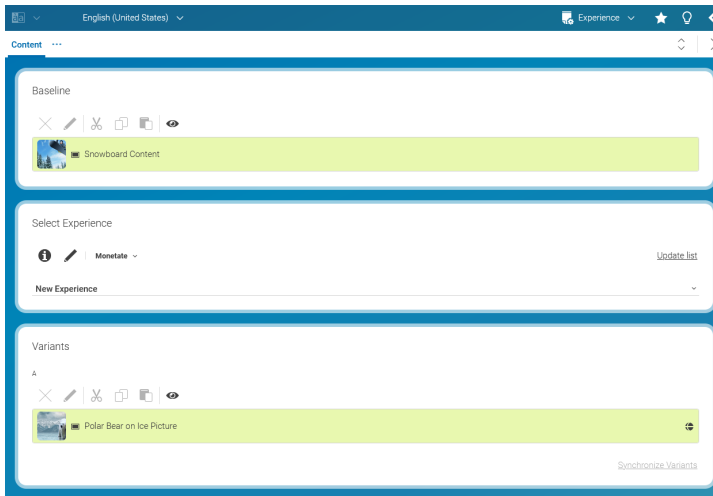 English (United States)
Experience
Content
Baseline
Snowboard Content
Select Experience
Monetate
Update list
New Experience
Variants
A
Polar Bear on Ice Picture
Synchronize Variants